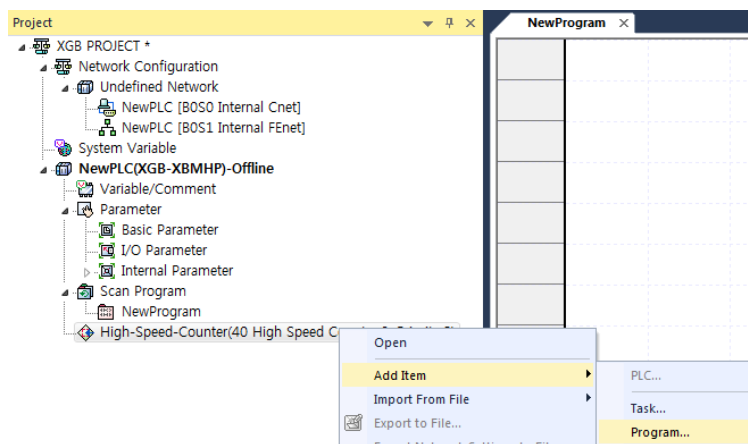 Project
NewProgram
XGB PROJECT *
Network Configuration
Undefined Network
NewPLC [B0S0 Internal Cnet]
NewPLC [B0S1 Internal FEnet]
System Variable
NewPLC(XGB-XBMHP)-Offline
Variable/Comment
Parameter
Basic Parameter
I/O Parameter
Internal Parameter
Scan Program
NewProgram
High-Speed-Counter(40 High Speed
Open
Add Item
PLC...
Import From File
Task...
Export to File...
Program...